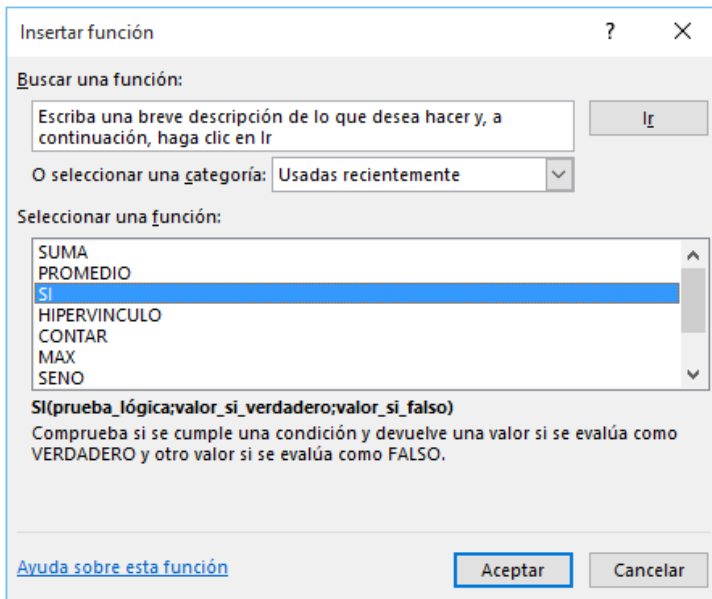 Insertar función
?
Buscar una función:
Escriba una breve descripción de lo que desea hacer y, a
continuación, haga clic en Ir
Ir
O seleccionar una categoría: Usadas recientemente
Seleccionar una función:
SUMA
PROMEDIO
SI
HIPERVINCULO
CONTAR
MAX
SENO
SI(prueba_lógica;valor_si_verdadero;valor_si_falso)
Comprueba si se cumple una condición y devuelve una valor si se evalúa como
VERDADERO y otro valor si se evalúa como FALSO.
Ayuda sobre esta función
Aceptar
Cancelar